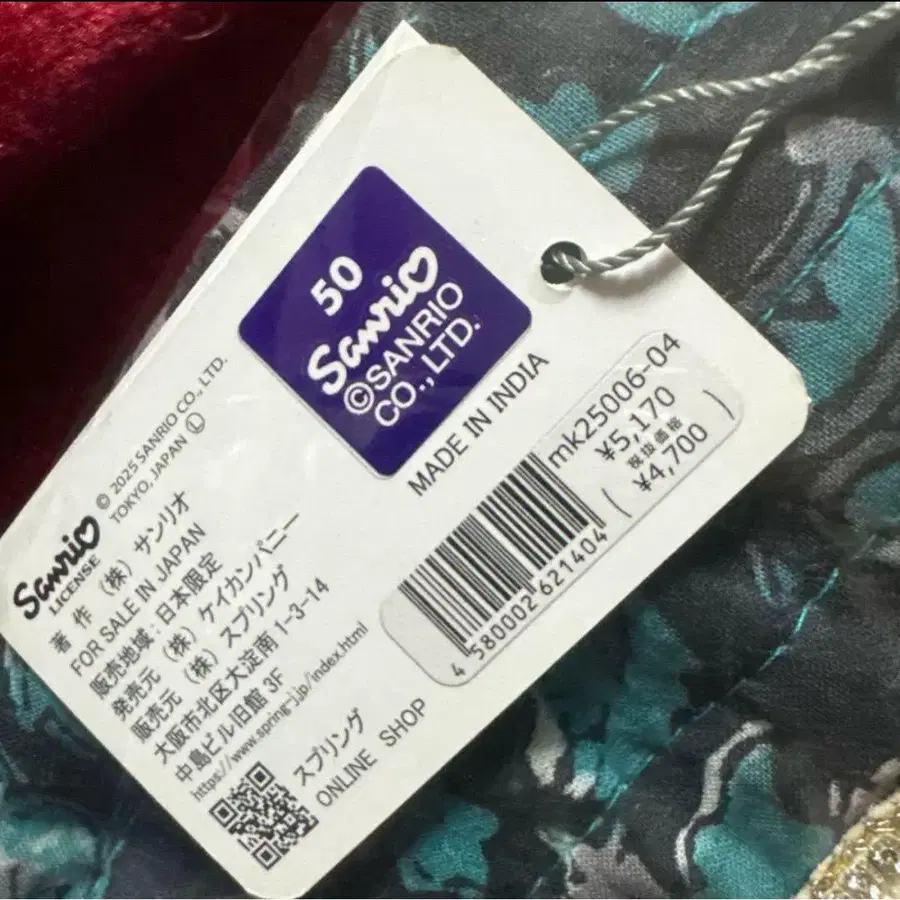 50
Sanrio
©SANRIO
CO., LTD.
MADE IN INDIA
mk25006-04
¥5,170
税抜価格
(¥4,700)
4 580002 621404
Sanrio
LICENSE
© 2025 SANRIO CO., LTD.
TOKYO, JAPAN Ⓛ
著作 (株) サンリオ
FOR SALE IN JAPAN
販売地域:日本限定
発売元 (株) ケイカンパニー
販売元 (株) スプリング
大阪市北区大淀南 1-3-14
中島ビル旧館 3F
https://www.spring-jp/index.html
スプリング
ONLINE SHOP